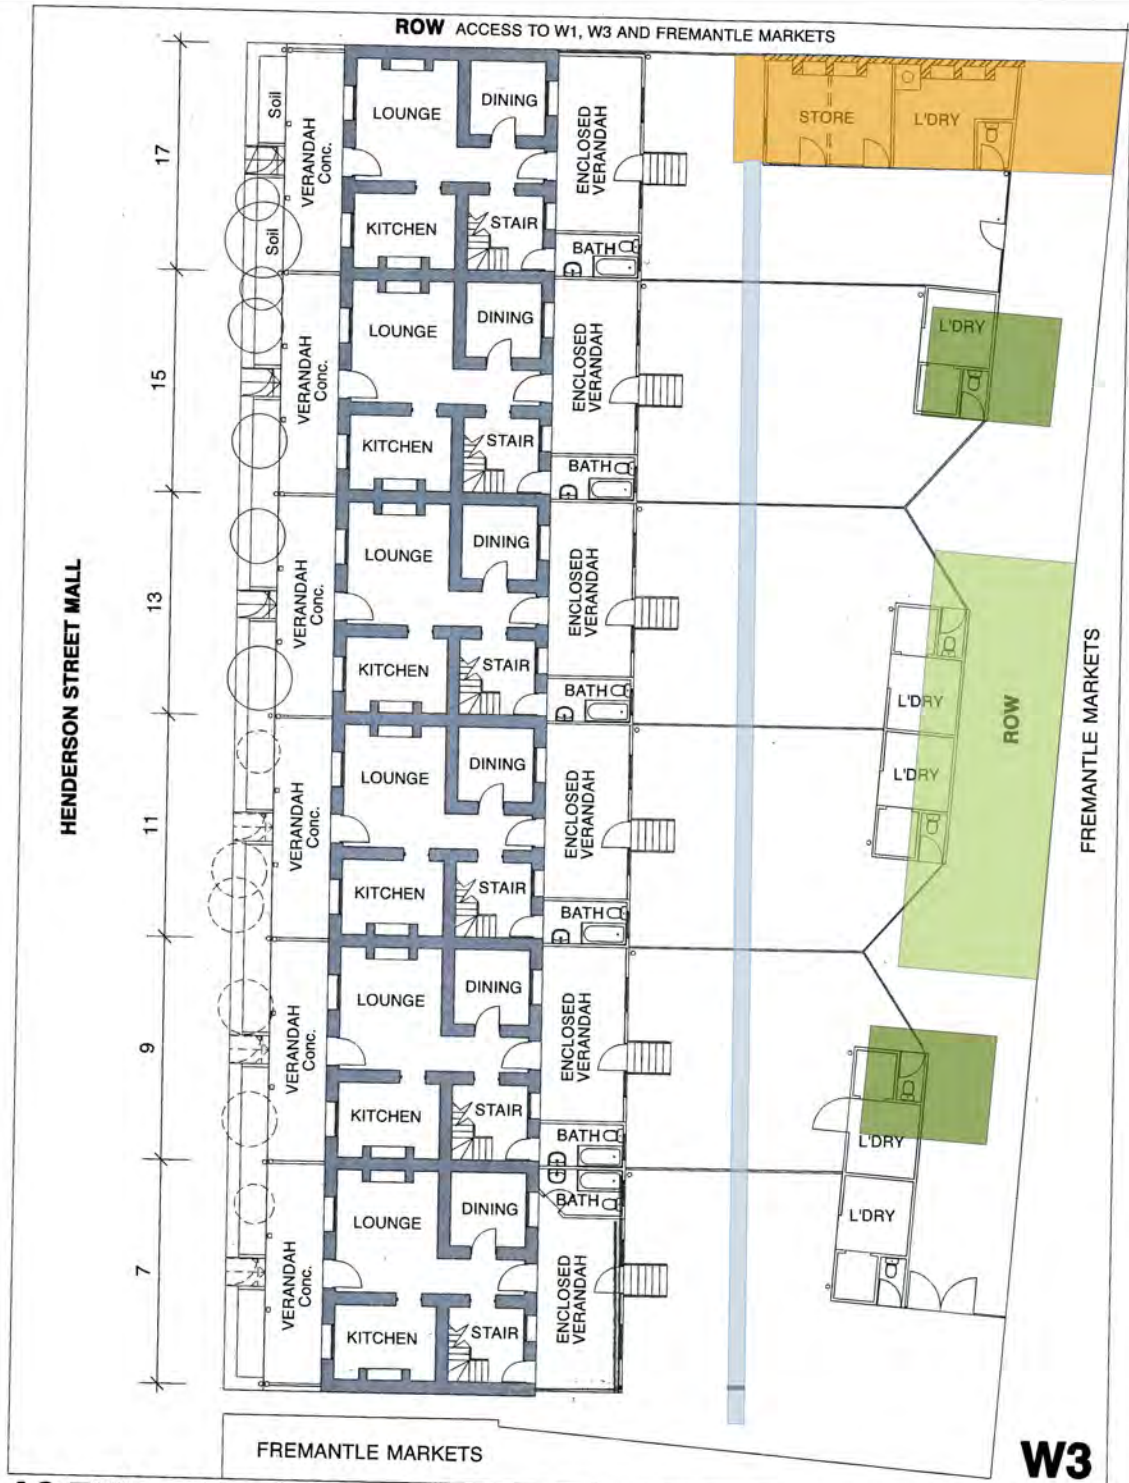 ROW ACCESS TO W1, W3 AND FREMANTLE MARKETS
HENDERSON STREET MALL
17
Soil
Soil
VERANDAH
Conc.
LOUNGE
DINING
KITCHEN
STAIR
ENCLOSED
VERANDAH
BATH
STORE
L'DRY
15
VERANDAH
Conc.
LOUNGE
DINING
KITCHEN
STAIR
ENCLOSED
VERANDAH
BATH
L'DRY
13
VERANDAH
Conc.
LOUNGE
DINING
KITCHEN
STAIR
ENCLOSED
VERANDAH
BATH
L'DRY
ROW
FREMANTLE MARKETS
11
VERANDAH
Conc.
LOUNGE
DINING
KITCHEN
STAIR
ENCLOSED
VERANDAH
BATH
L'DRY
9
VERANDAH
Conc.
LOUNGE
DINING
KITCHEN
STAIR
ENCLOSED
VERANDAH
BATH
L'DRY
7
VERANDAH
Conc.
LOUNGE
DINING
KITCHEN
STAIR
BATH
ENCLOSED
VERANDAH
L'DRY
FREMANTLE MARKETS
W3